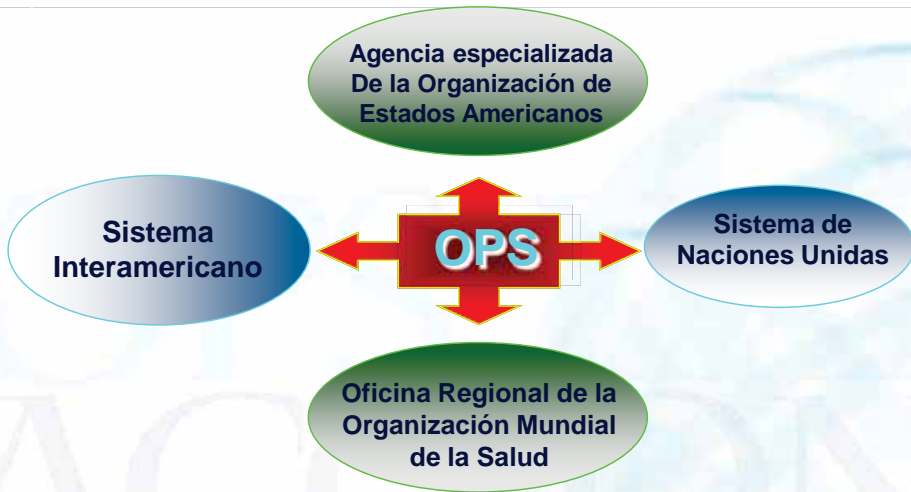 Agencia especializada
De la Organización de
Estados Americanos
Sistema
Interamericano
OPS
Sistema de
Naciones Unidas
Oficina Regional de la
Organización Mundial
de la Salud